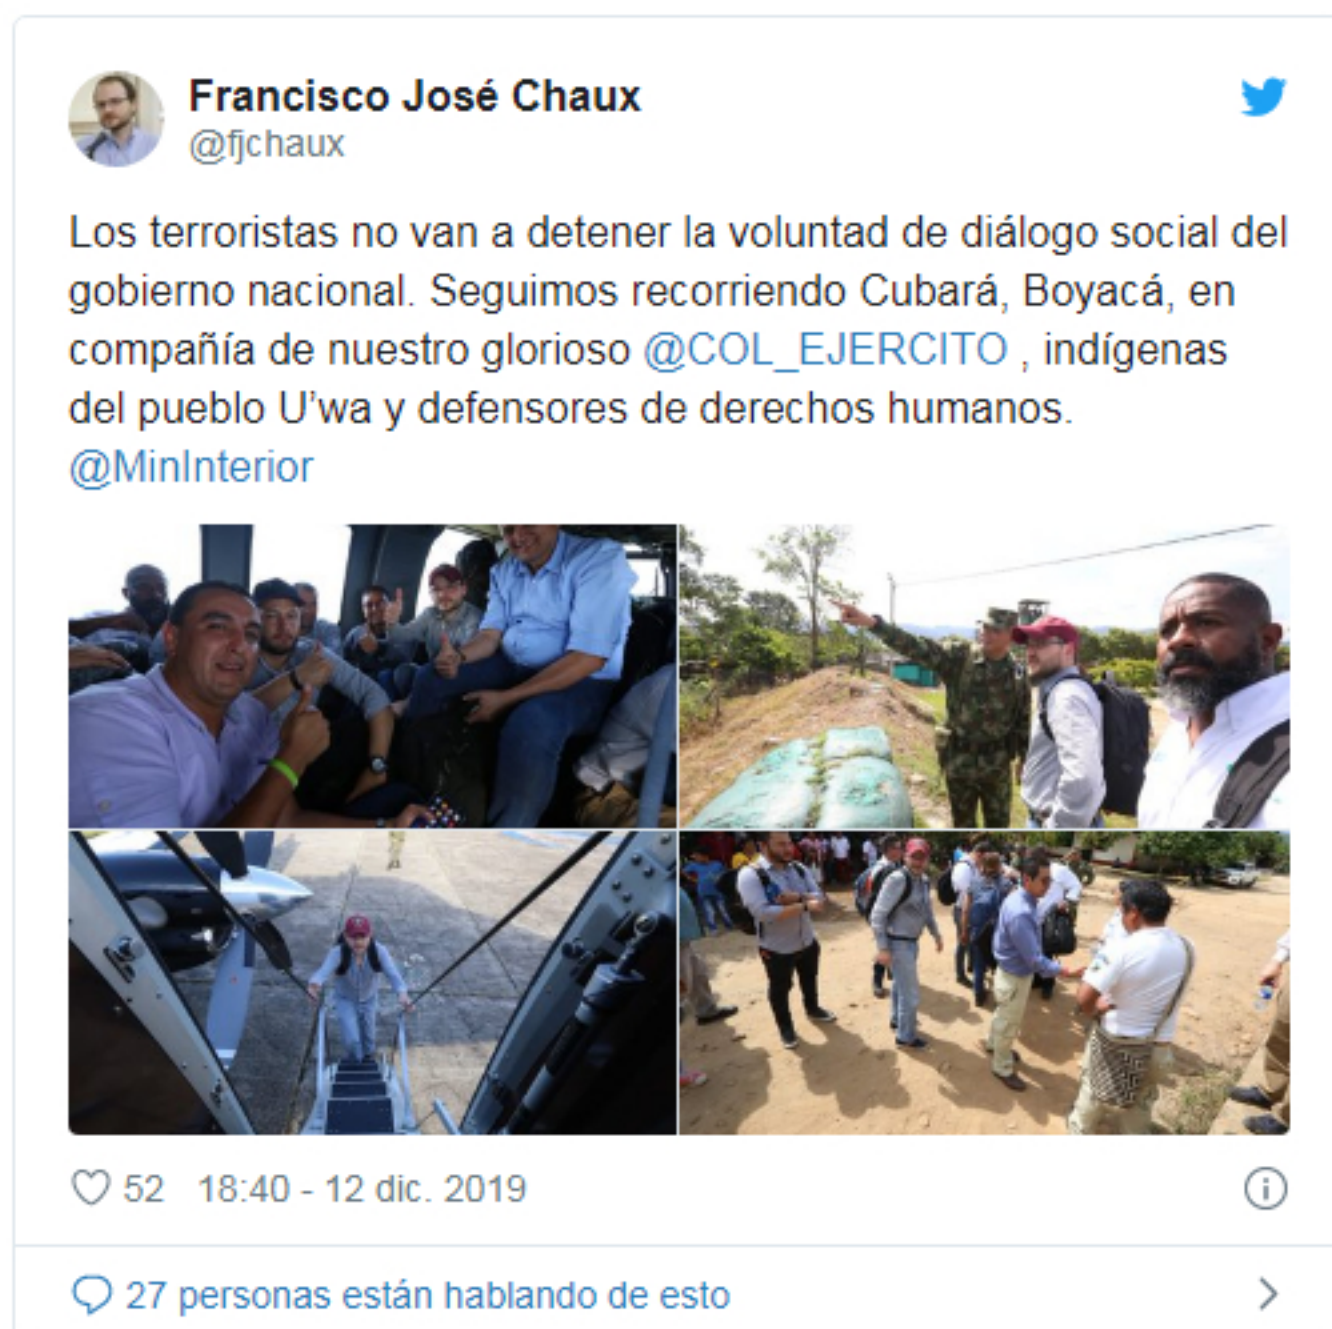 Francisco José Chaux
@fjchaux
Los terroristas no van a detener la voluntad de diálogo social del
gobierno nacional. Seguimos recorriendo Cubará, Boyacá, en
compañía de nuestro glorioso @COL_EJERCITO , indígenas
del pueblo U’wa y defensores de derechos humanos.
@MinInterior
52 18:40 - 12 dic. 2019
27 personas están hablando de esto